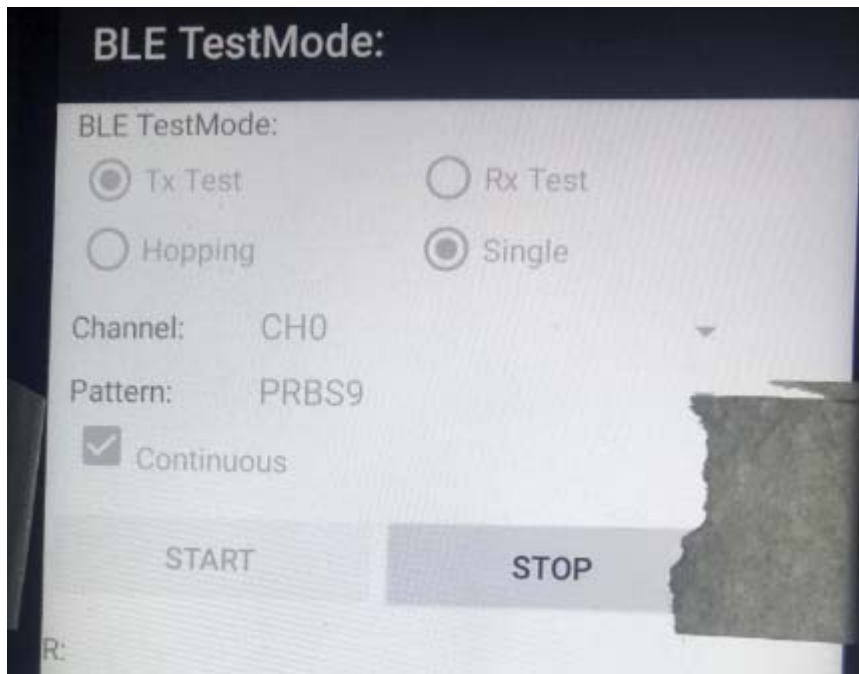 BLE TestMode:
BLE TestMode:
Tx Test Rx Test
Hopping Single
Channel: CH0
Pattern: PRBS9
Continuous
START STOP
R: